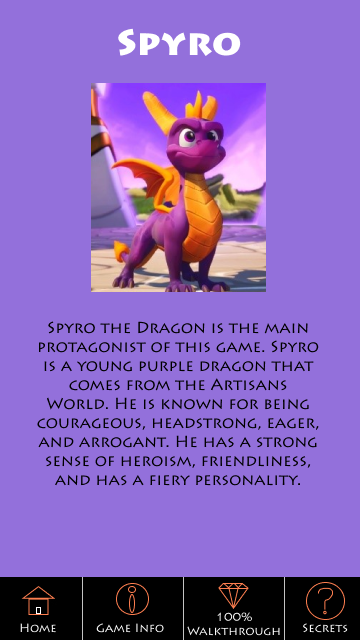 Spyro
Spyro the Dragon is the main
protagonist of this game. Spyro
is a young purple dragon that
comes from the Artisans
World. He is known for being
courageous, headstrong, eager,
and arrogant. He has a strong
sense of heroism, friendliness,
and has a fiery personality.
Home
Game Info
100%
Walkthrough
?
Secrets